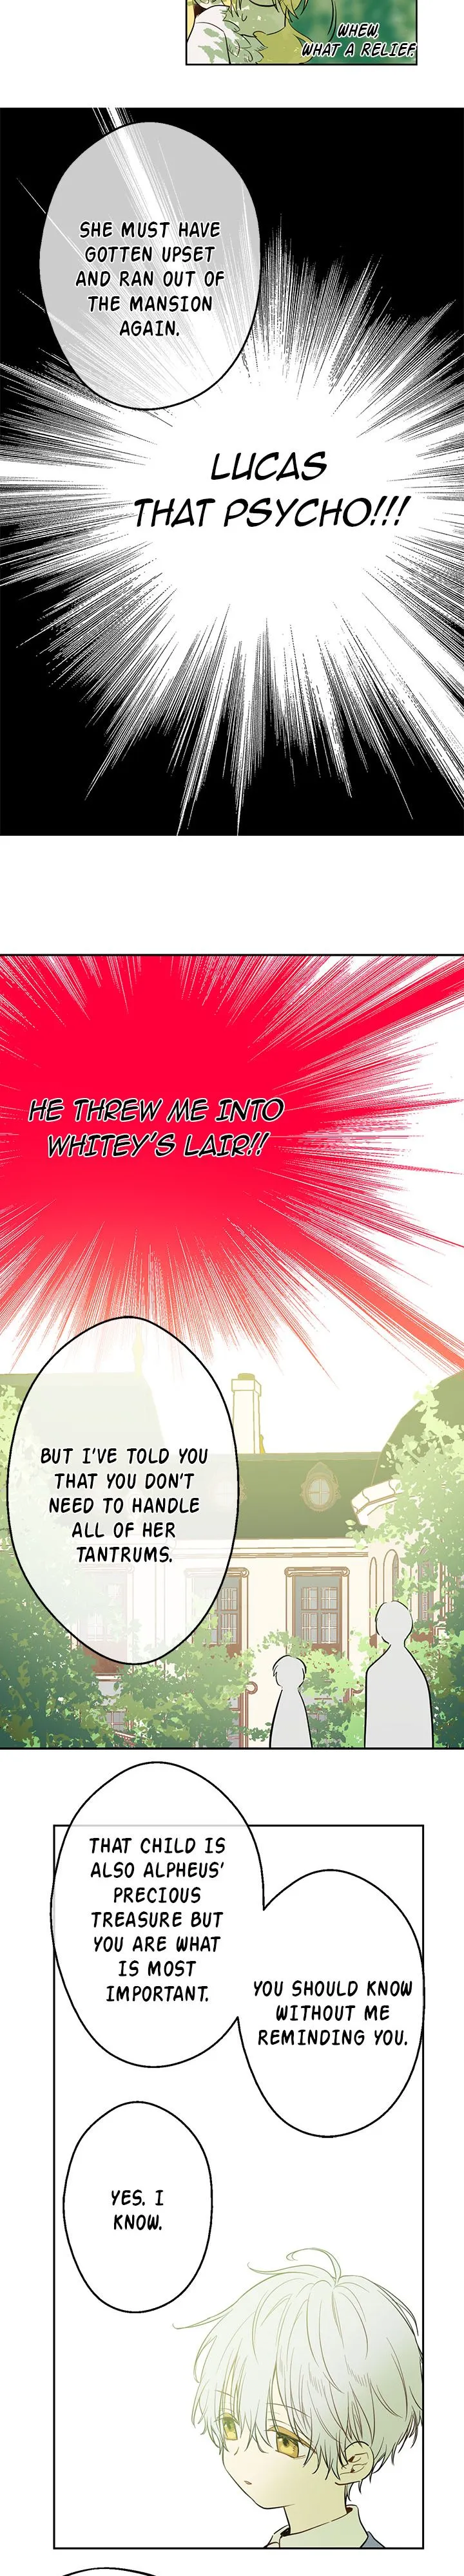 WHEW,
WHAT A RELIEF.
SHE MUST HAVE
GOTTEN UPSET
AND RAN OUT OF
THE MANSION
AGAIN.
LUCAS
THAT PSYCHO!!!
HE THREW ME INTO
WHITEY'S LAIR!!
BUT I'VE TOLD YOU
THAT YOU DON'T
NEED TO HANDLE
ALL OF HER
TANTRUMS.
THAT CHILD IS
ALSO ALPHEUS'
PRECIOUS
TREASURE BUT
YOU ARE WHAT
IS MOST
IMPORTANT.
YOU SHOULD KNOW
WITHOUT ME
REMINDING YOU.
YES. I
KNOW.